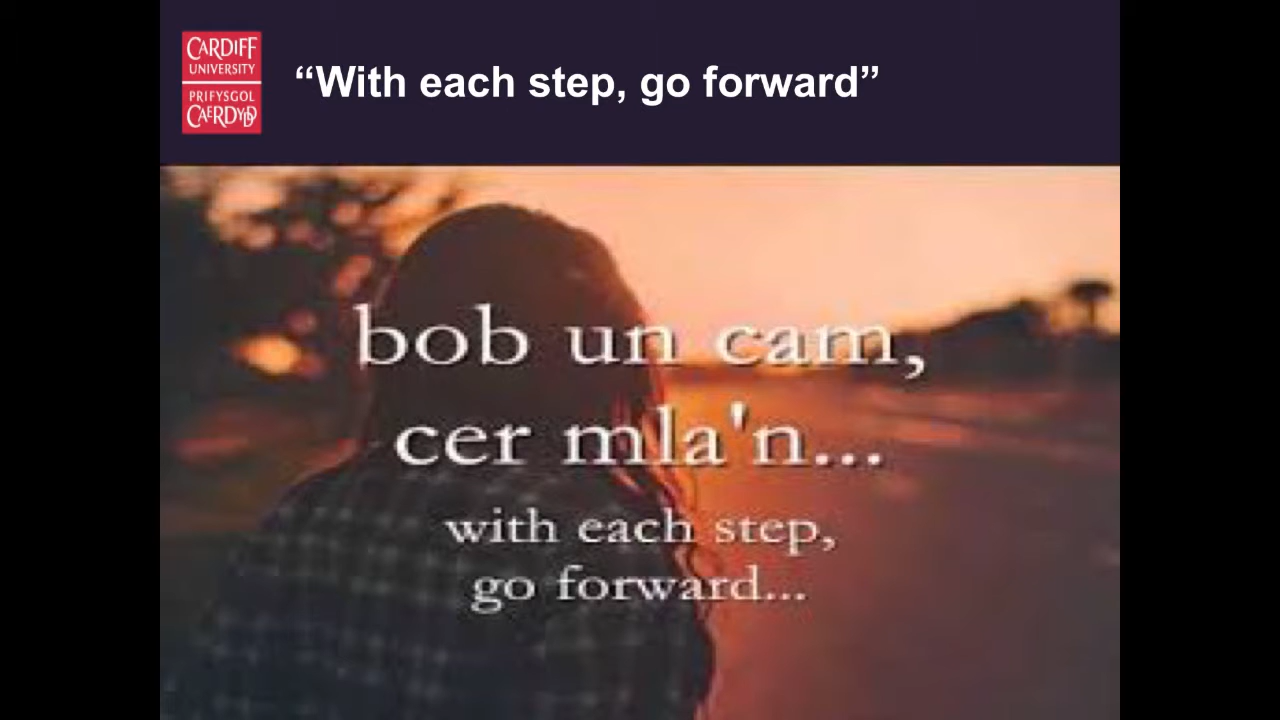 CARDIFF
UNIVERSITY
PRIFYSGOL
CAERDYDD
“With each step, go forward”
bob un cam,
cer mla'n...
with each step,
go forward...